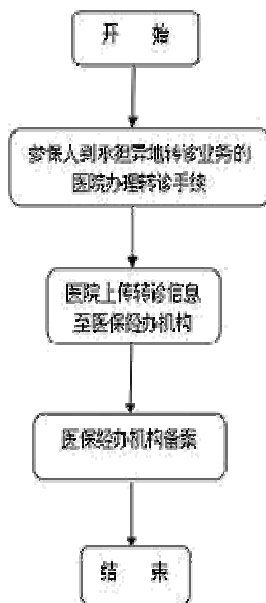 开 始
参保人到承担异地转诊业务的
医院办理转诊手续
医院上传转诊信息
至医保经办机构
医保经办机构备案
结 束